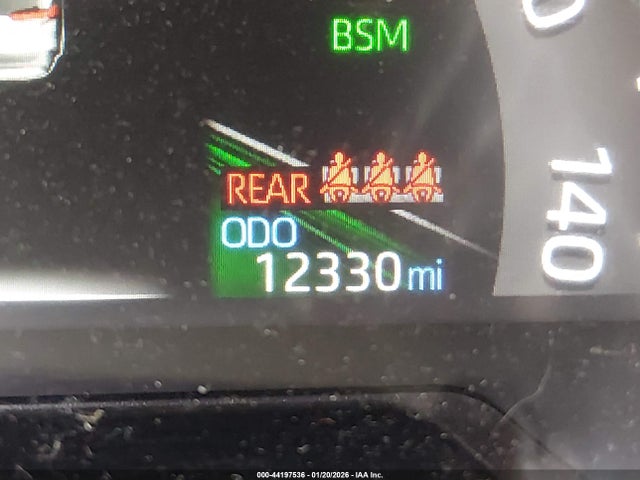 BSM
REAR
ODO
12330 mi
140
000-44197536 - 01/20/2026 - IAA Inc.